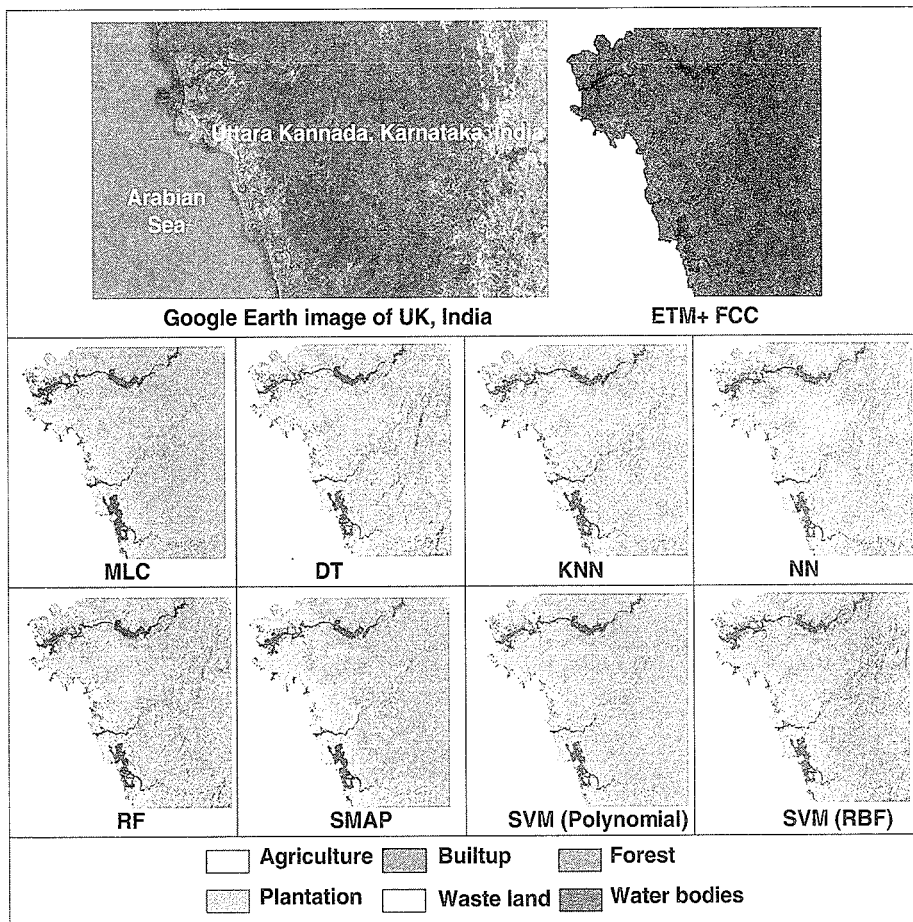 Uttara Kannada, Karnataka, India
Arabian
Sea
Google Earth image of UK, India
ETM+ FCC
MLC
DT
KNN
NN
RF
SMAP
SVM (Polynomial)
SVM (RBF)
Agriculture
Builtup
Forest
Plantation
Waste land
Water bodies